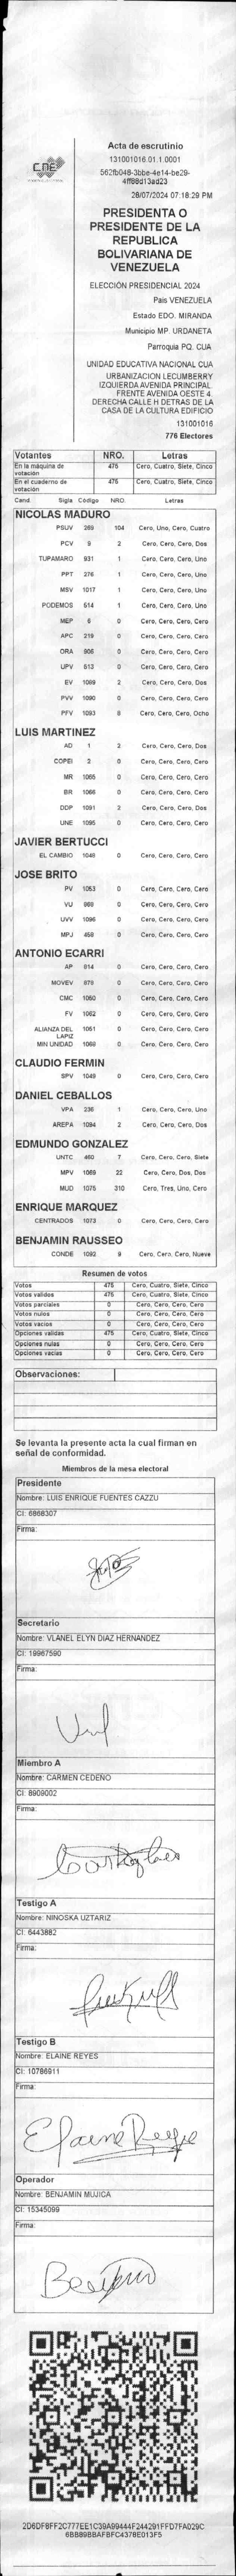 CNE
Acta de escrutinio
131001016.01.1.0001
562fb048-3bbe-4e14-be29-
4ff88d13ad23
28/07/2024 07:18:29 PM
PRESIDENTA O
PRESIDENTE DE LA
REPUBLICA
BOLIVARIANA DE
VENEZUELA
ELECCIÓN PRESIDENCIAL 2024
País VENEZUELA
Estado EDO. MIRANDA
Municipio MP. URDANETA
Parroquia PQ. CUA
UNIDAD EDUCATIVA NACIONAL CUA
URBANIZACION LECUMBERRY
IZQUIERDA AVENIDA PRINCIPAL.
FRENTE AVENIDA OESTE 4
DERECHA CALLE H DETRAS DE LA
CASA DE LA CULTURA EDIFICIO
131001016
776 Electores
Votantes NRO. Letras
En la máquina de votación 475 Cero, Cuatro, Siete, Cinco
En el cuaderno de votación 475 Cero, Cuatro, Siete, Cinco
Cand Sigla Código NRO. Letras
NICOLAS MADURO
PSUV 269 104 Cero, Uno, Cero, Cuatro
PCV 9 2 Cero, Cero, Cero, Dos
TUPAMARO 931 1 Cero, Cero, Cero, Uno
PPT 276 1 Cero, Cero, Cero, Uno
MSV 1017 1 Cero, Cero, Cero, Uno
PODEMOS 514 1 Cero, Cero, Cero, Uno
MEP 6 0 Cero, Cero, Cero, Cero
APC 219 0 Cero, Cero, Cero, Cero
ORA 906 0 Cero, Cero, Cero, Cero
UPV 513 0 Cero, Cero, Cero, Cero
EV 1089 2 Cero, Cero, Cero, Dos
PVV 1090 0 Cero, Cero, Cero, Cero
PFV 1093 8 Cero, Cero, Cero, Ocho
LUIS MARTINEZ
AD 1 2 Cero, Cero, Cero, Dos
COPEI 2 0 Cero, Cero, Cero, Cero
MR 1065 0 Cero, Cero, Cero, Cero
BR 1066 0 Cero, Cero, Cero, Cero
DDP 1091 2 Cero, Cero, Cero, Dos
UNE 1095 0 Cero, Cero, Cero, Cero
JAVIER BERTUCCI
EL CAMBIO 1048 0 Cero, Cero, Cero, Cero
JOSE BRITO
PV 1053 0 Cero, Cero, Cero, Cero
VU 868 0 Cero, Cero, Cero, Cero
UVV 1096 0 Cero, Cero, Cero, Cero
MPJ 458 0 Cero, Cero, Cero, Cero
ANTONIO ECARRI
AP 814 0 Cero, Cero, Cero, Cero
MOVEV 878 0 Cero, Cero, Cero, Cero
CMC 1060 0 Cero, Cero, Cero, Cero
FV 1062 0 Cero, Cero, Cero, Cero
ALIANZA DEL LAPIZ 1061 0 Cero, Cero, Cero, Cero
MIN UNIDAD 1068 0 Cero, Cero, Cero, Cero
CLAUDIO FERMIN
SPV 1049 0 Cero, Cero, Cero, Cero
DANIEL CEBALLOS
VPA 236 1 Cero, Cero, Cero, Uno
AREPA 1094 2 Cero, Cero, Cero, Dos
EDMUNDO GONZALEZ
UNTC 460 7 Cero, Cero, Cero, Siete
MPV 1069 22 Cero, Cero, Dos, Dos
MUD 1075 310 Cero, Tres, Uno, Cero
ENRIQUE MARQUEZ
CENTRADOS 1073 0 Cero, Cero, Cero, Cero
BENJAMIN RAUSSEO
CONDE 1092 9 Cero, Cero, Cero, Nueve
Resumen de votos
Votos 475 Cero, Cuatro, Siete, Cinco
Votos validos 475 Cero, Cuatro, Siete, Cinco
Votos parciales 0 Cero, Cero, Cero, Cero
Votos nulos 0 Cero, Cero, Cero, Cero
Votos vacios 0 Cero, Cero, Cero, Cero
Opciones validas 475 Cero, Cuatro, Siete, Cinco
Opciones nulas 0 Cero, Cero, Cero, Cero
Opciones vacias 0 Cero, Cero, Cero, Cero
Observaciones:
Se levanta la presente acta la cual firman en
señal de conformidad.
Miembros de la mesa electoral
Presidente
Nombre: LUIS ENRIQUE FUENTES CAZZU
CI: 6868307
Firma:
Secretario
Nombre: VLANEL ELYN DIAZ HERNANDEZ
CI: 19967590
Firma:
Miembro A
Nombre: CARMEN CEDEÑO
CI: 8909002
Firma:
Testigo A
Nombre: NINOSKA UZTARIZ
CI: 6443882
Firma:
Testigo B
Nombre: ELAINE REYES
CI: 10786911
Firma:
Elaine Reyes
Operador
Nombre: BENJAMIN MUJICA
CI: 15345099
Firma:
2D6DF8FF2C777EE1C39A99444F244291FFD7FA029C
6BB89BBAFBFC4378E013F5